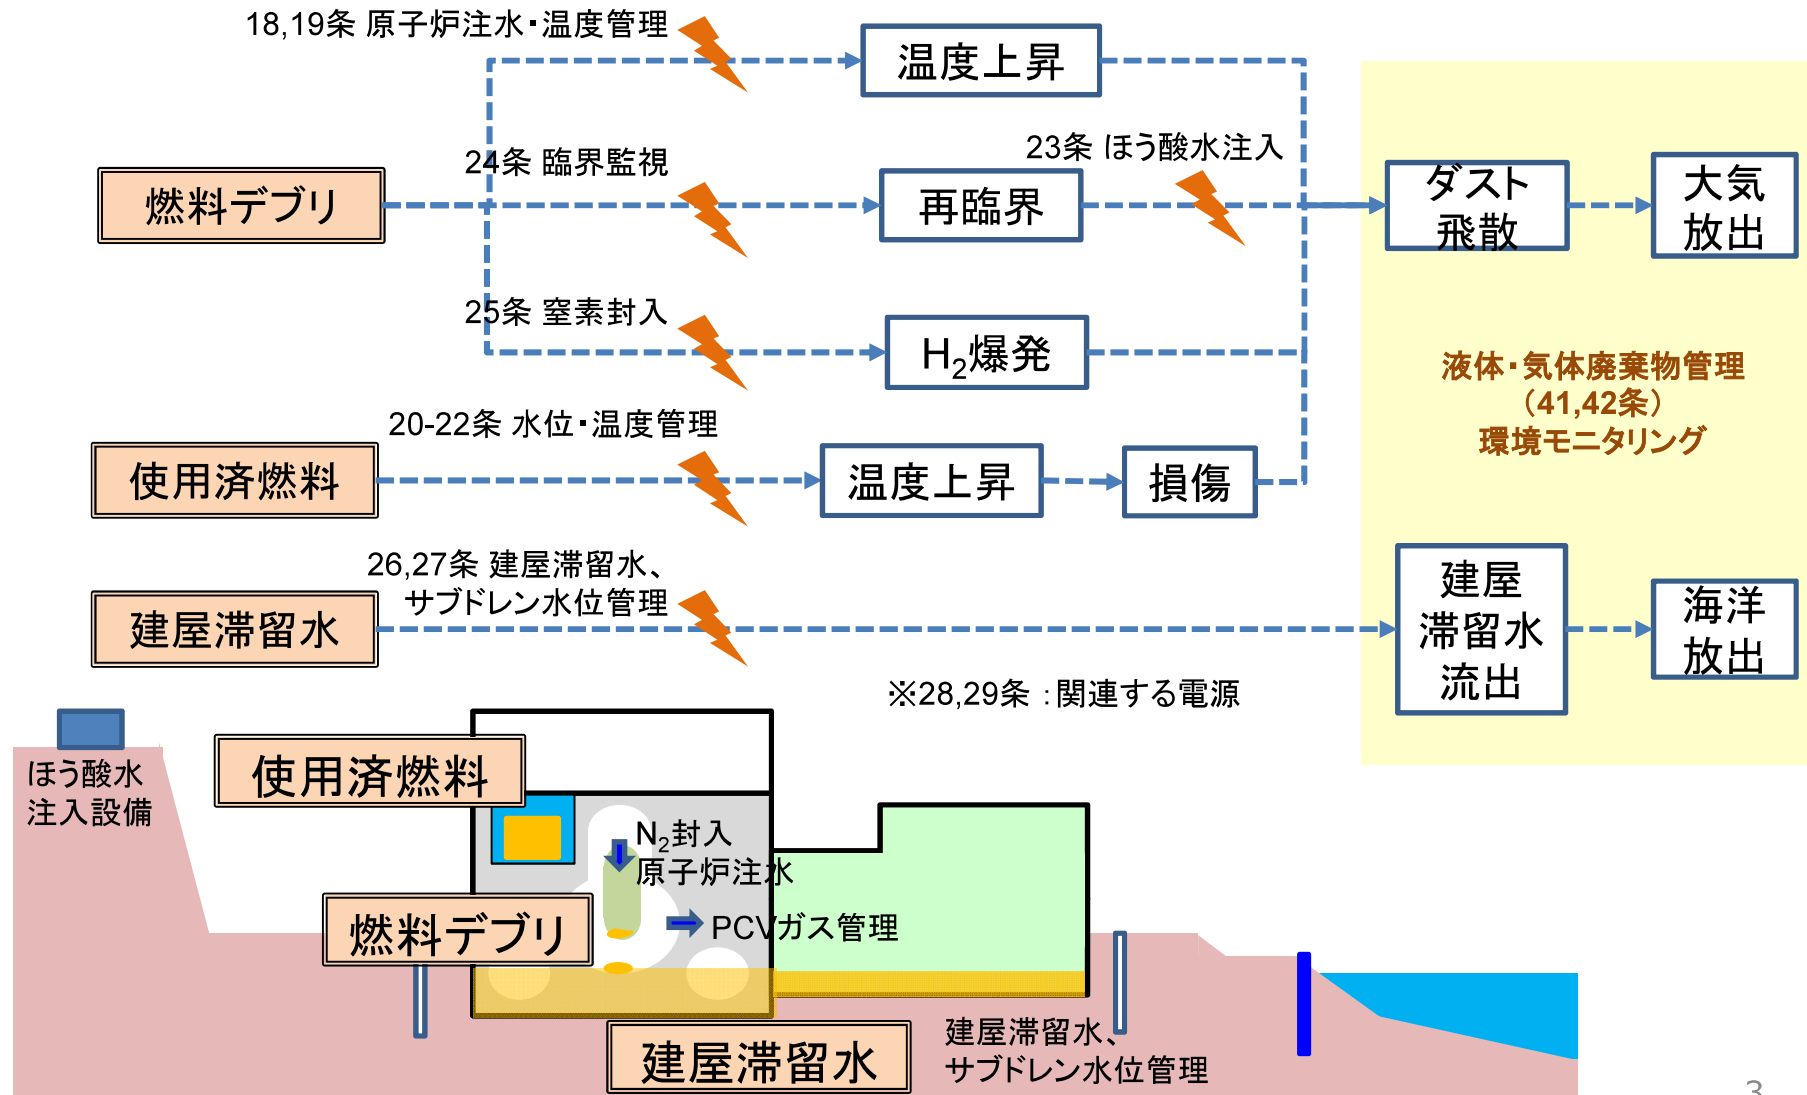 18,19条 原子炉注水・温度管理
温度上昇
24条 臨界監視
23条 ほう酸水注入
燃料デブリ
再臨界
ダスト
飛散
大気
放出
25条 窒素封入
H₂爆発
液体・気体廃棄物管理
（41,42条）
環境モニタリング
20-22条 水位・温度管理
使用済燃料
温度上昇
損傷
26,27条 建屋滞留水、
サブドレン水位管理
建屋滞留水
建屋
滞留水
流出
海洋
放出
※28,29条：関連する電源
ほう酸水
注入設備
使用済燃料
N₂封入
原子炉注水
燃料デブリ
PCVガス管理
建屋滞留水
建屋滞留水、
サブドレン水位管理
3